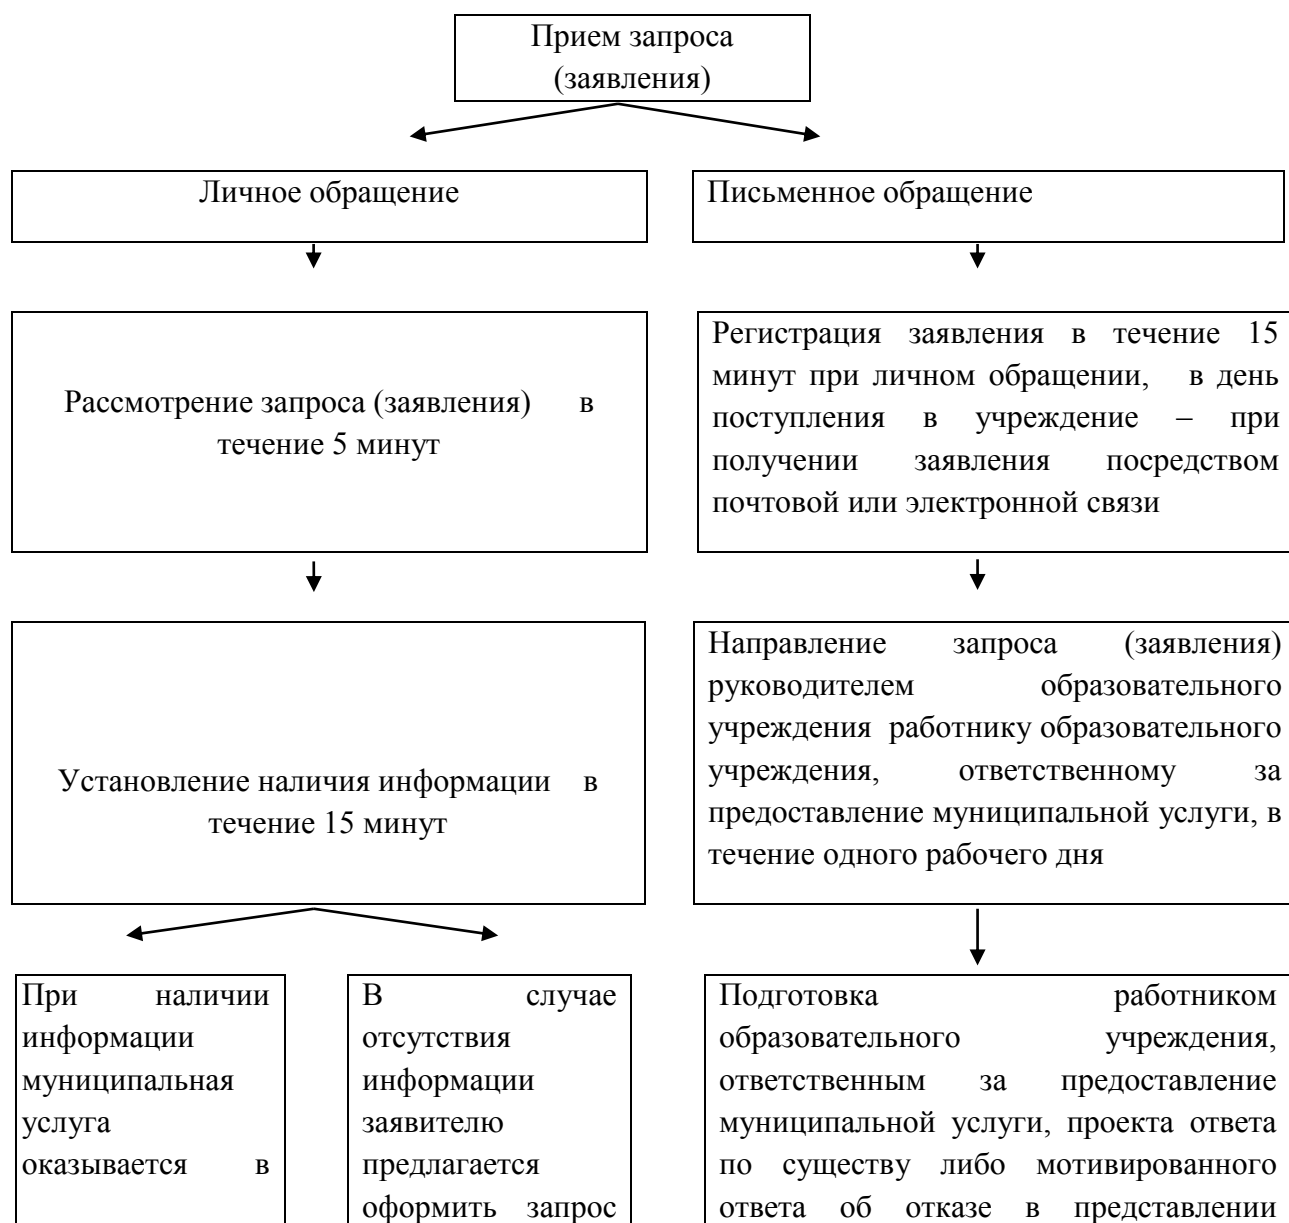 Прием запроса
(заявления)
Личное обращение
Письменное обращение
Рассмотрение запроса (заявления) в
течение 5 минут
Регистрация заявления в течение 15
минут при личном обращении, в день
поступления в учреждение – при
получении заявления посредством
почтовой или электронной связи
Установление наличия информации в
течение 15 минут
Направление запроса (заявления)
руководителем образовательного
учреждения работнику образовательного
учреждения, ответственному за
предоставление муниципальной услуги, в
течение одного рабочего дня
При наличии
информации
муниципальная
услуга
оказывается в
В случае
отсутствия
информации
заявителю
предлагается
оформить запрос
Подготовка работником
образовательного учреждения,
ответственным за предоставление
муниципальной услуги, проекта ответа
по существу либо мотивированного
ответа об отказе в представлении